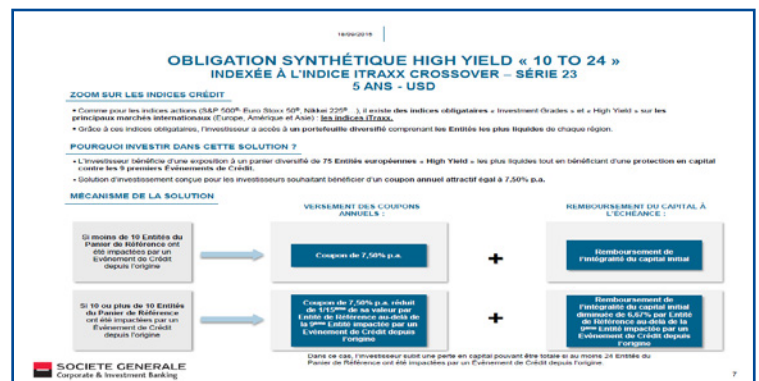 16/06/2015
OBLIGATION SYNTHÉTIQUE HIGH YIELD « 10 TO 24 »
INDEXÉE À L'INDICE ITRAXX CROSSOVER – SÉRIE 23
5 ANS - USD
ZOOM SUR LES INDICES CRÉDIT
• Comme pour les indices actions (S&P 500®, Euro Stoxx 50®, Nikkei 225®…), il existe des indices obligataires « Investment Grades » et « High Yield » sur les
principaux marchés internationaux (Europe, Amérique et Asie) : les indices iTraxx.
• Grâce à ces indices obligataires, l'investisseur a accès à un portefeuille diversifié comprenant les Entités les plus liquides de chaque région.
POURQUOI INVESTIR DANS CETTE SOLUTION ?
• L'investisseur bénéficie d'une exposition à un panier diversifié de 75 Entités européennes « High Yield » les plus liquides tout en bénéficiant d'une protection en capital
contre les 9 premiers Événements de Crédit.
• Solution d'investissement conçue pour les investisseurs souhaitant bénéficier d'un coupon annuel attractif égal à 7,50% p.a.
MÉCANISME DE LA SOLUTION
VERSEMENT DES COUPONS
ANNUELS :
REMBOURSEMENT DU CAPITAL À
L'ÉCHÉANCE :
Si moins de 10 Entités du
Panier de Référence ont
été impactées par un
Evénement de Crédit
depuis l'origine
Coupon de 7,50% p.a.
+
Remboursement de
l'intégralité du capital initial
Si 10 ou plus de 10 Entités
du Panier de Référence
ont été impactées par un
Evénement de Crédit
depuis l'origine
Coupon de 7,50% p.a. réduit
de 1/15ème de sa valeur par
Entité de Référence au-delà de
la 9ème Entité impactée par un
Evénement de Crédit depuis
l'origine
+
Remboursement de
l'intégralité du capital initial
diminuée de 6,67% par Entité
de Référence au-delà de la
9ème Entité impactée par un
Evénement de Crédit depuis
l'origine
Dans ce cas, l'investisseur subit une perte en capital pouvant être totale si au moins 24 Entités du
Panier de Référence ont été impactées par un Evénement de Crédit depuis l'origine.
SOCIETE GENERALE
Corporate & Investment Banking
7